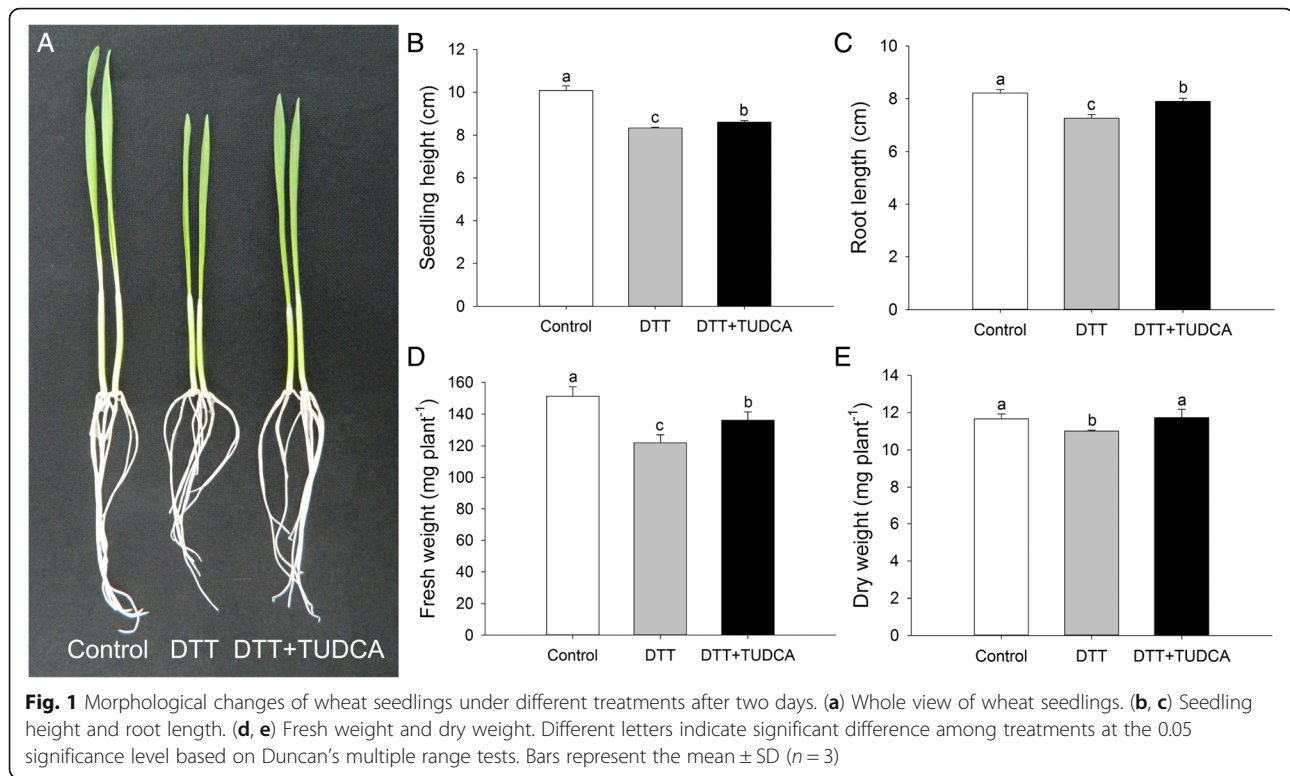 A
Control DTT DTT+TUDCA
B
Seedling height (cm)
12
10
8
6
4
2
0
a
c
b
Control DTT DTT+TUDCA
C
Root length (cm)
10
8
6
4
2
0
a
c
b
Control DTT DTT+TUDCA
D
Fresh weight (mg plant⁻¹)
160
140
120
100
80
60
40
20
0
a
c
b
Control DTT DTT+TUDCA
E
Dry weight (mg plant⁻¹)
14
12
10
8
6
4
2
0
a
b
a
Control DTT DTT+TUDCA
Fig. 1 Morphological changes of wheat seedlings under different treatments after two days. (a) Whole view of wheat seedlings. (b, c) Seedling
height and root length. (d, e) Fresh weight and dry weight. Different letters indicate significant difference among treatments at the 0.05
significance level based on Duncan's multiple range tests. Bars represent the mean ± SD (n = 3)